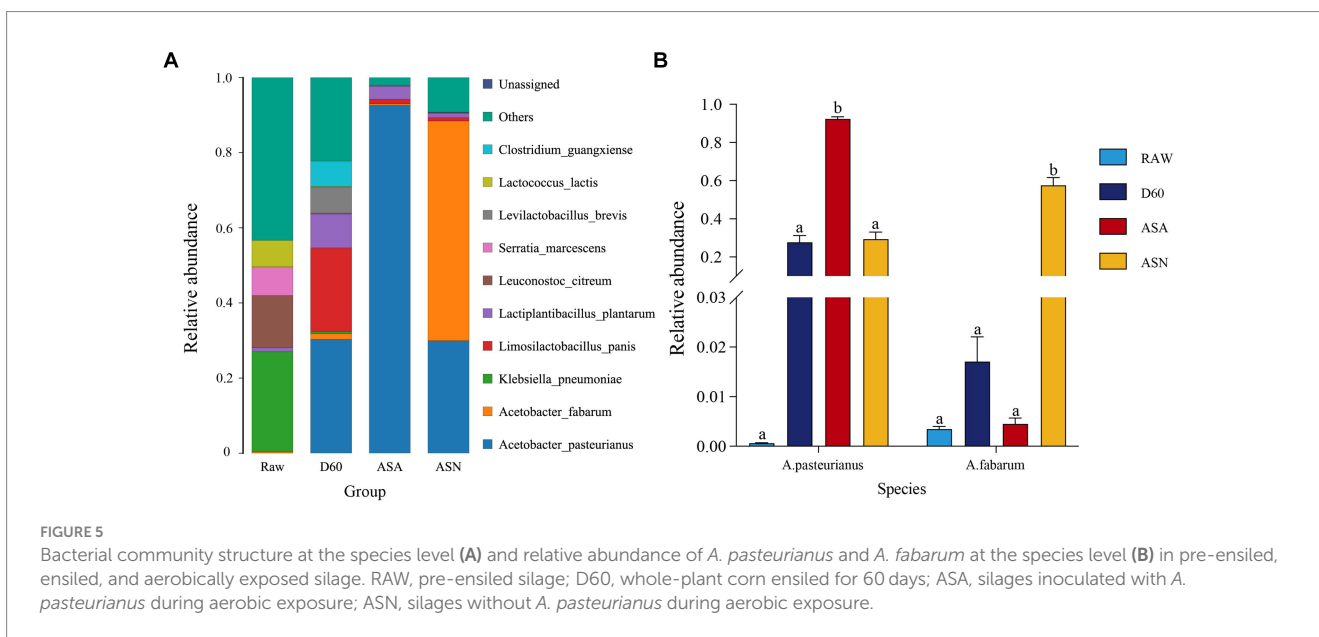 A
Relative abundance
1.0
0.8
0.6
0.4
0.2
0
Raw
D60
ASA
ASN
Group
Unassigned
Others
Clostridium_guangxiense
Lactococcus_lactis
Levilactobacillus_brevis
Serratia_marcescens
Leuconostoc_citreum
Lactiplantibacillus_plantarum
Limosilactobacillus_panis
Klebsiella_pneumoniae
Acetobacter_fabarum
Acetobacter_pasteurianus
B
Relative abundance
1.0
0.8
0.6
0.4
0.2
0.03
0.02
0.01
0.00
a
a
b
a
a
a
a
b
A.pasteurianus
A.fabarum
Species
RAW
D60
ASA
ASN
FIGURE 5
Bacterial community structure at the species level (A) and relative abundance of A. pasteurianus and A. fabarum at the species level (B) in pre-ensiled,
ensiled, and aerobically exposed silage. RAW, pre-ensiled silage; D60, whole-plant corn ensiled for 60 days; ASA, silages inoculated with A.
pasteurianus during aerobic exposure; ASN, silages without A. pasteurianus during aerobic exposure.